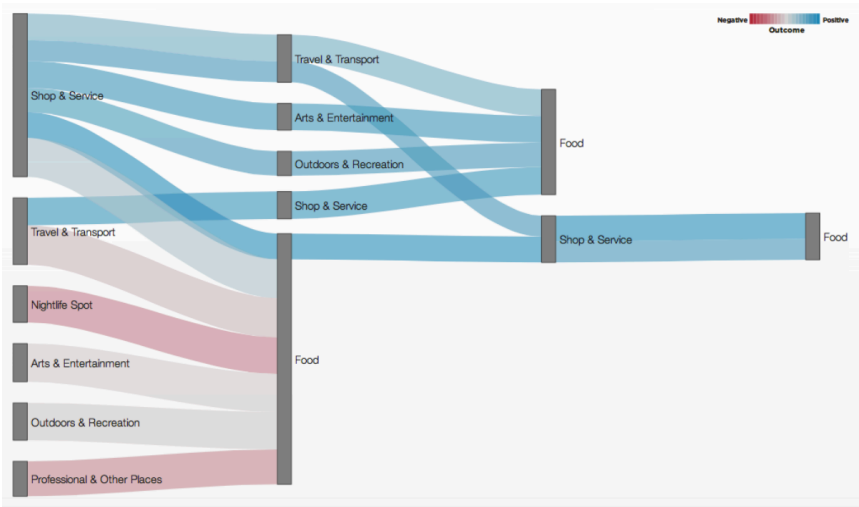 Negative Positive
Outcome
Shop & Service
Travel & Transport
Nightlife Spot
Arts & Entertainment
Outdoors & Recreation
Professional & Other Places
Travel & Transport
Arts & Entertainment
Outdoors & Recreation
Shop & Service
Food
Food
Shop & Service
Food